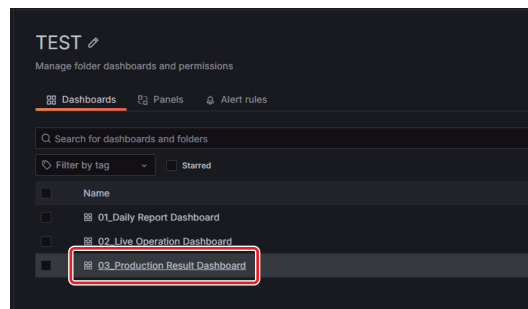 TEST
Manage folder dashboards and permissions
Dashboards Panels Alert rules
Search for dashboards and folders
Filter by tag Starred
Name
01_Daily Report Dashboard
02_Live Operation Dashboard
03_Production Result Dashboard